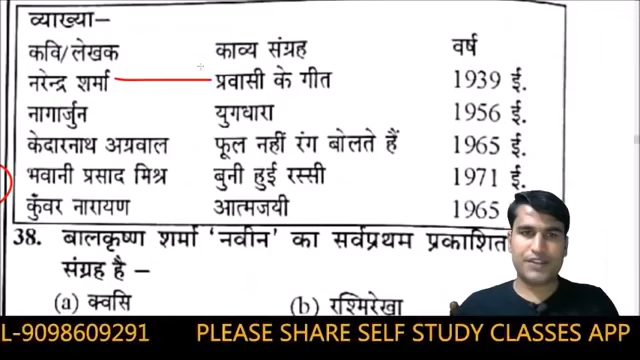 व्याख्या–
कवि/लेखक काव्य संग्रह वर्ष
नरेन्द्र शर्मा प्रवासी के गीत 1939 ई.
नागार्जुन युगधारा 1956 ई.
केदारनाथ अग्रवाल फूल नहीं रंग बोलते हैं 1965 ई.
भवानी प्रसाद मिश्र बुनी हुई रस्सी 1971 ई.
कुँवर नारायण आत्मजयी 1965
38. बालकृष्ण शर्मा 'नवीन' का सर्वप्रथम प्रकाशित
संग्रह है –
(a) क्वसि (b) रश्मिरेखा
L-9098609291 PLEASE SHARE SELF STUDY CLASSES APP